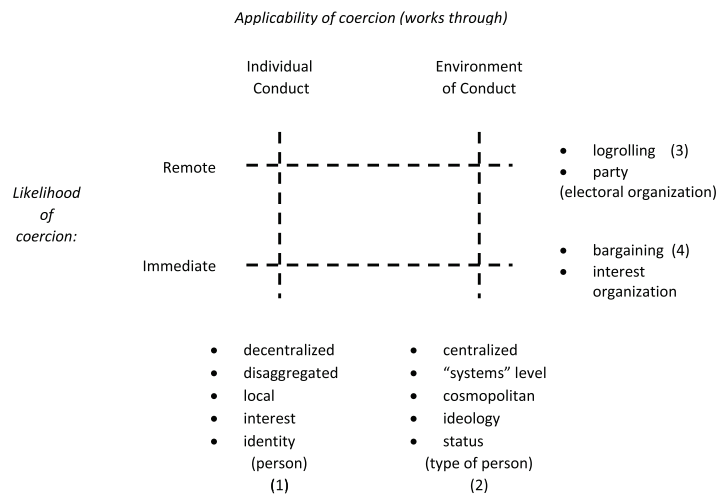 Applicability of coercion (works through)
Individual
Conduct
Environment
of Conduct
Remote
• logrolling (3)
• party
(electoral organization)
Likelihood
of
coercion:
Immediate
• bargaining (4)
• interest
organization
• decentralized
• disaggregated
• local
• interest
• identity
(person)
(1)
• centralized
• “systems” level
• cosmopolitan
• ideology
• status
(type of person)
(2)